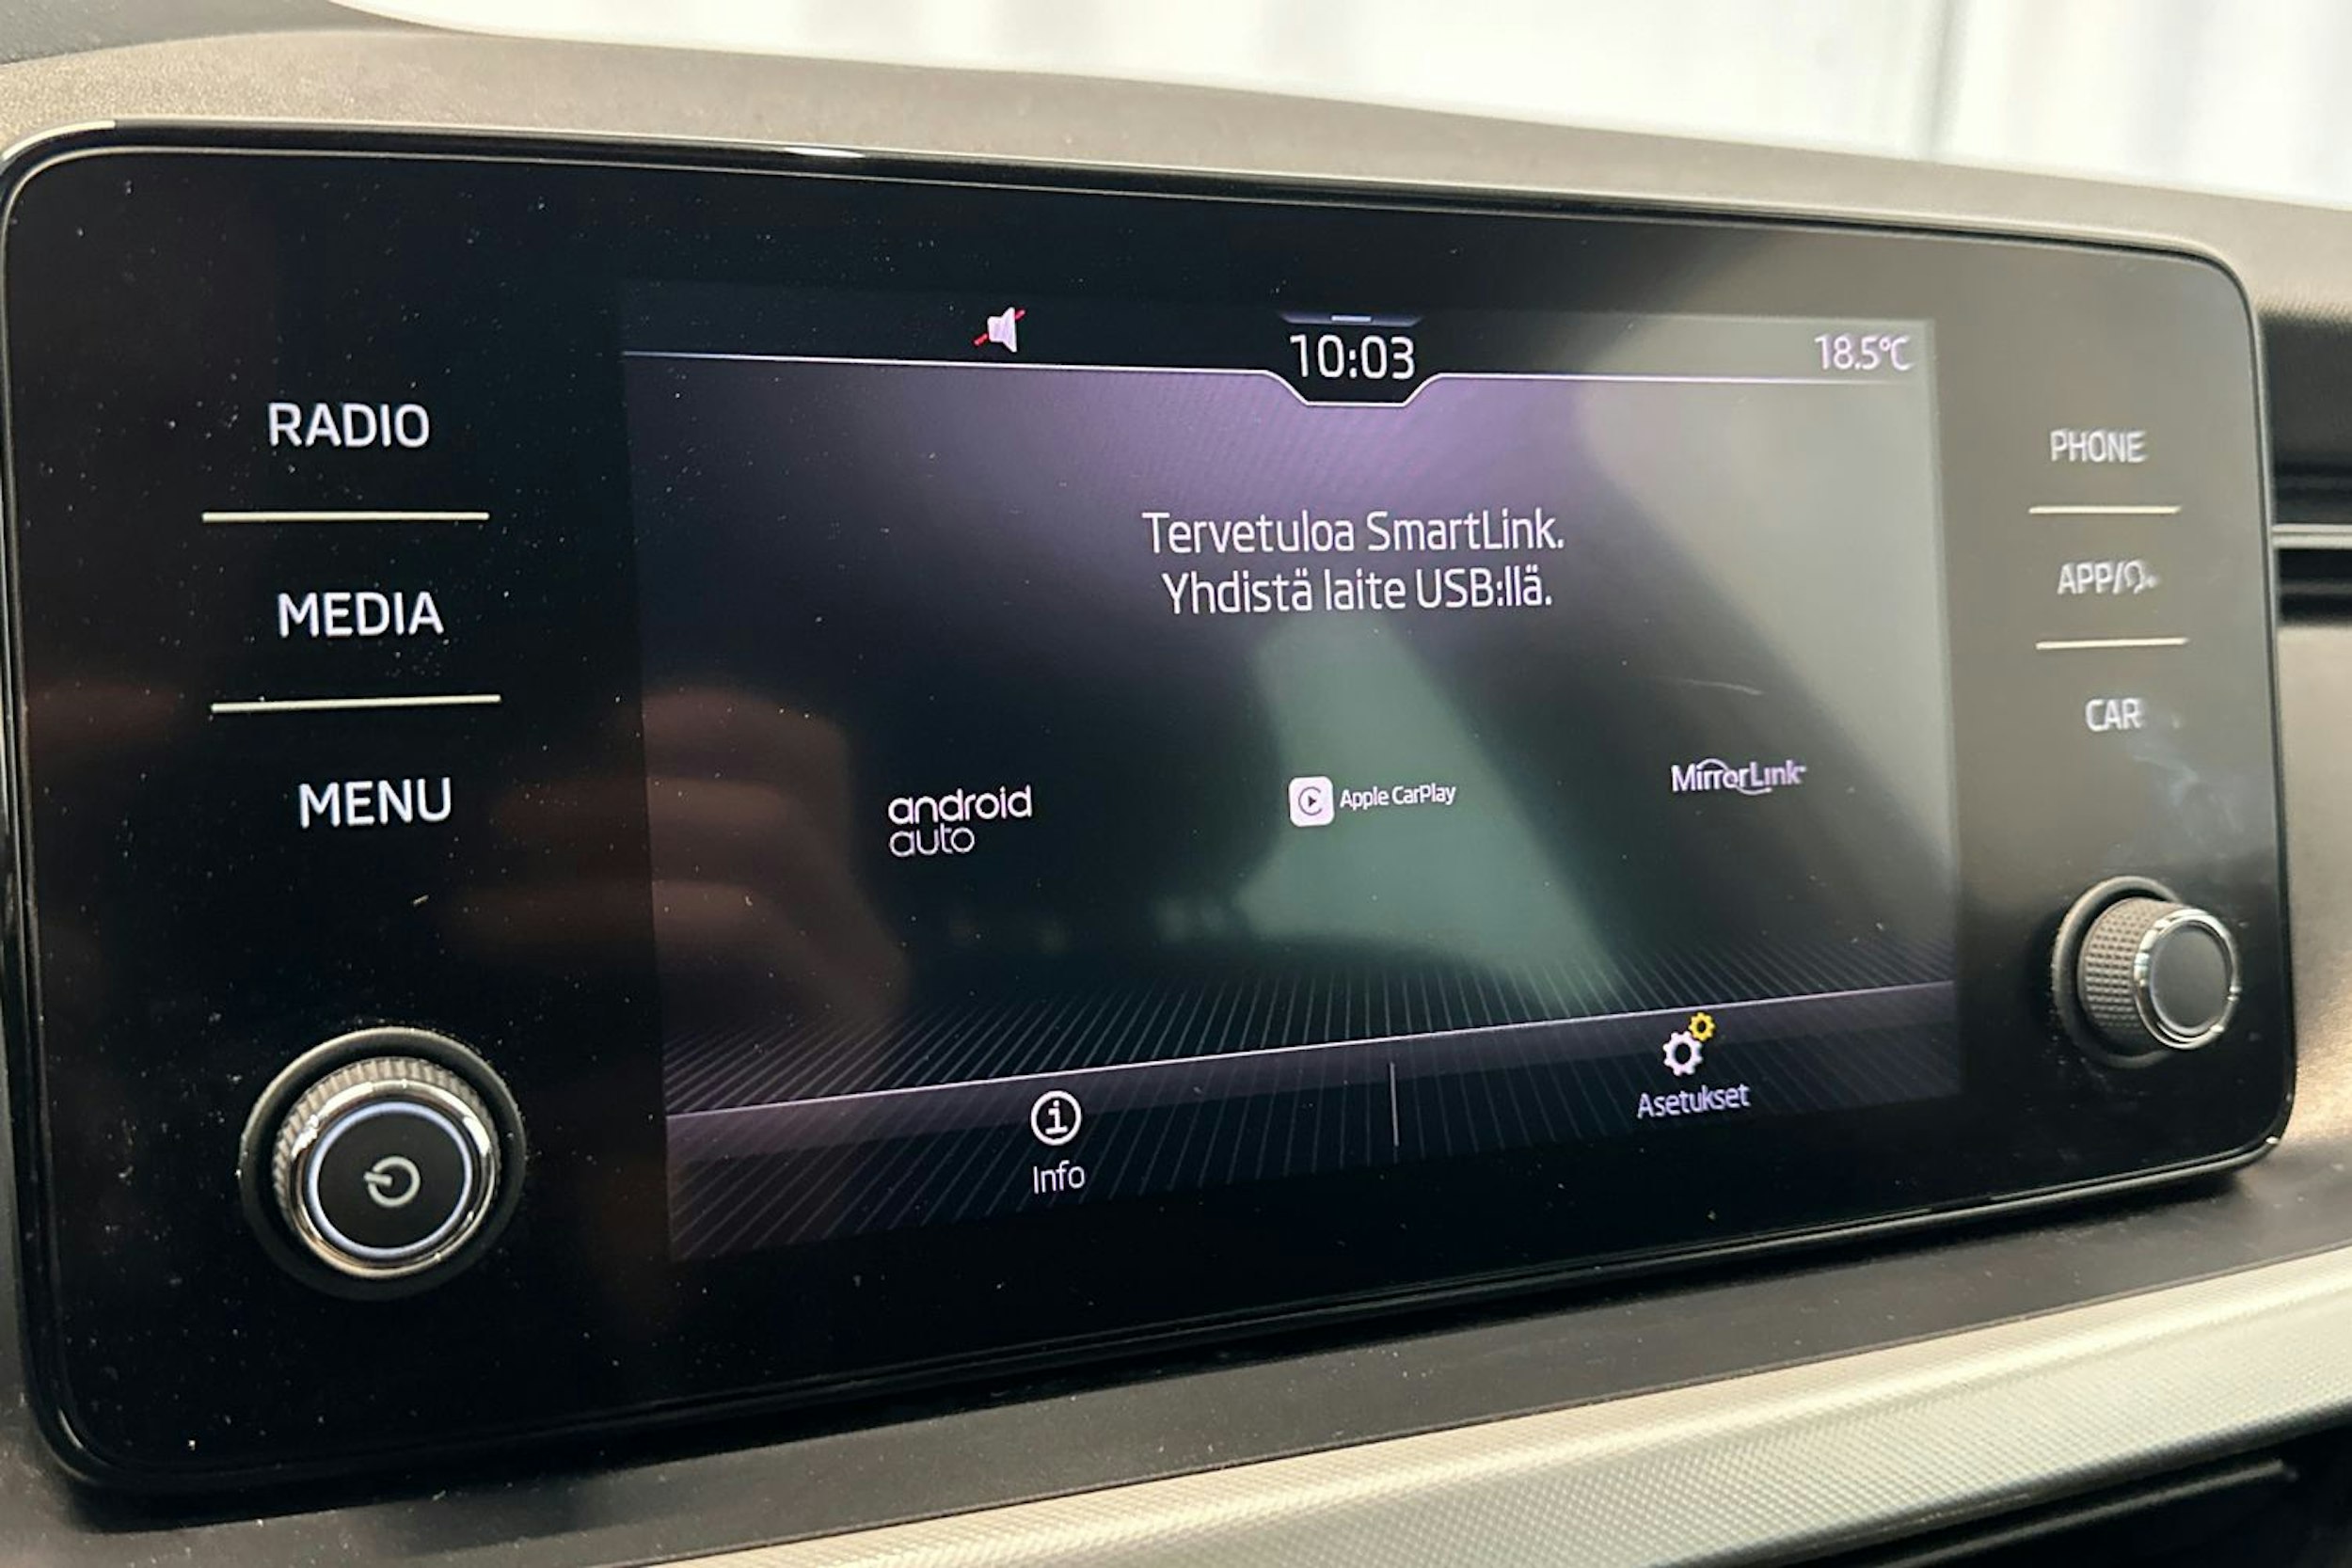 10:03
18.5°C
RADIO
MEDIA
MENU
Tervetuloa SmartLink.
Yhdistä laite USB:llä.
android
auto
Apple CarPlay
MirrorLink™
Info
Asetukset
PHONE
APP/
CAR